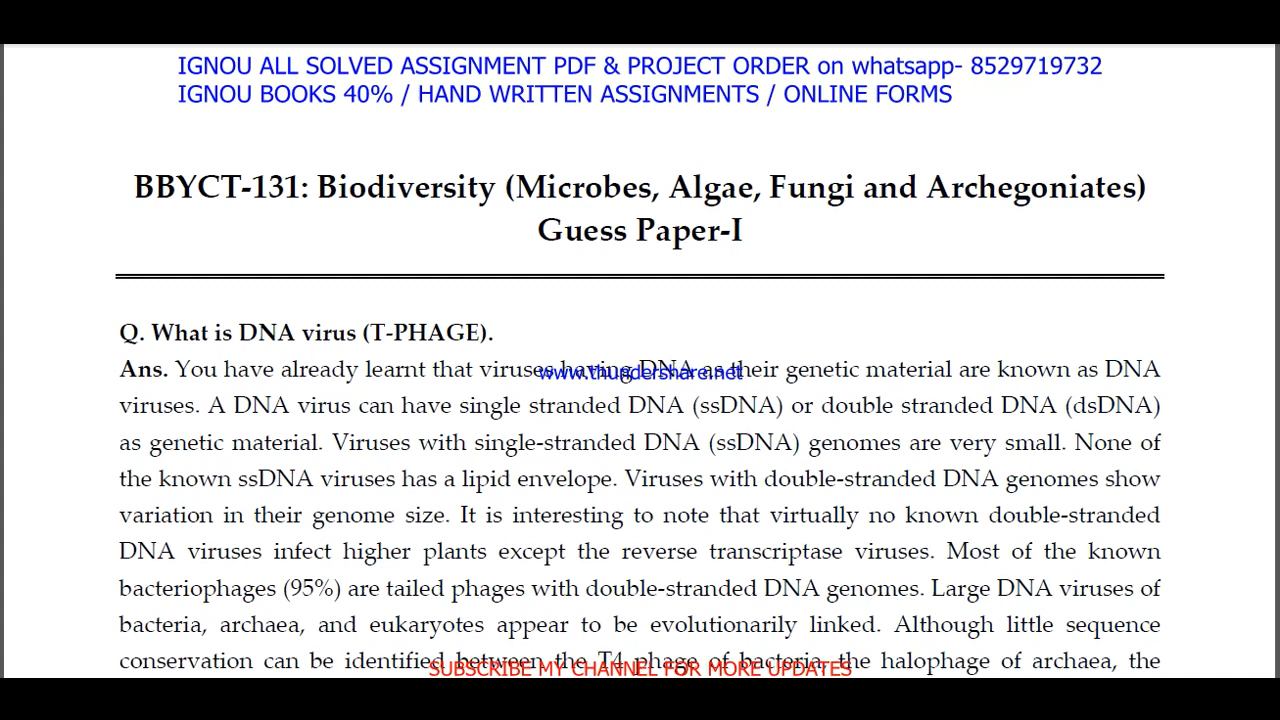 IGNOU ALL SOLVED ASSIGNMENT PDF & PROJECT ORDER on whatsapp- 8529719732
IGNOU BOOKS 40% / HAND WRITTEN ASSIGNMENTS / ONLINE FORMS
BBYCT-131: Biodiversity (Microbes, Algae, Fungi and Archegoniates)
Guess Paper-I
Q. What is DNA virus (T-PHAGE).
Ans. You have already learnt that viruses having DNA as their genetic material are known as DNA
www.thundershare.net
viruses. A DNA virus can have single stranded DNA (ssDNA) or double stranded DNA (dsDNA)
as genetic material. Viruses with single-stranded DNA (ssDNA) genomes are very small. None of
the known ssDNA viruses has a lipid envelope. Viruses with double-stranded DNA genomes show
variation in their genome size. It is interesting to note that virtually no known double-stranded
DNA viruses infect higher plants except the reverse transcriptase viruses. Most of the known
bacteriophages (95%) are tailed phages with double-stranded DNA genomes. Large DNA viruses of
bacteria, archaea, and eukaryotes appear to be evolutionarily linked. Although little sequence
conservation can be identified between the T4 phage of bacteria, the halophage of archaea, the
SUBSCRIBE MY CHANNEL FOR MORE UPDATES